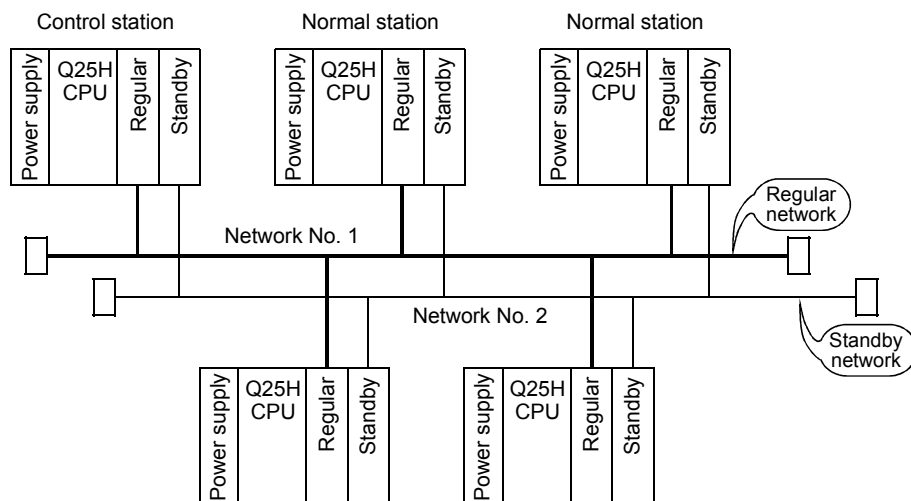 Control station
Normal station
Normal station
Power supply
Q25H
CPU
Regular
Standby
Power supply
Q25H
CPU
Regular
Standby
Power supply
Q25H
CPU
Regular
Standby
Regular
network
Network No. 1
Network No. 2
Standby
network
Power supply
Q25H
CPU
Regular
Standby
Power supply
Q25H
CPU
Regular
Standby